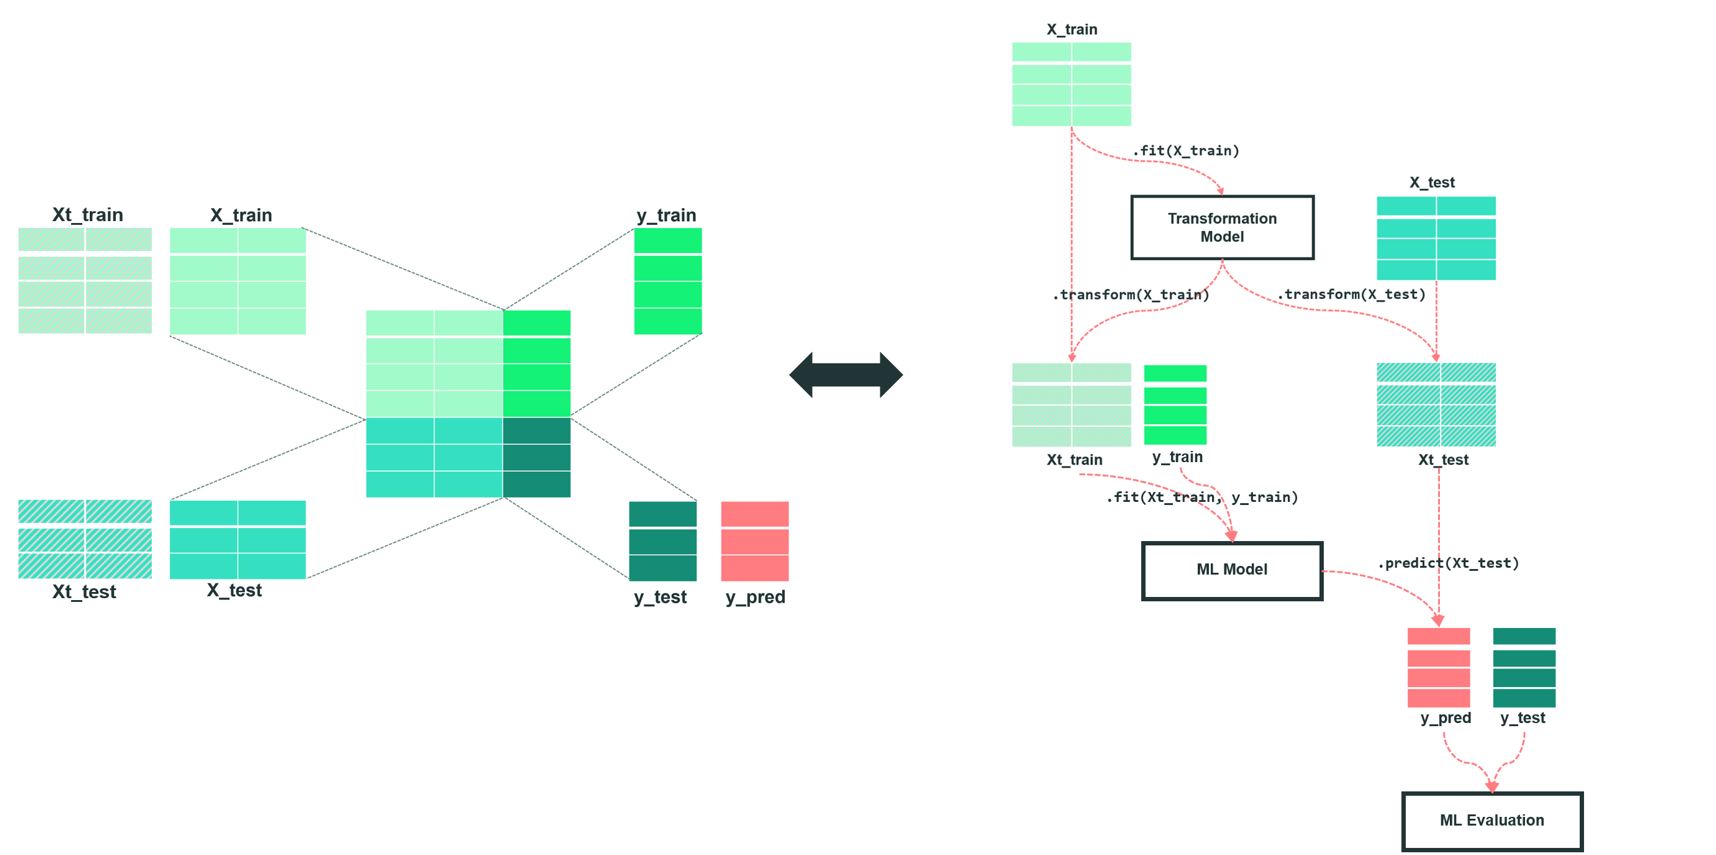 Xt_train
X_train
y_train
Xt_test
X_test
y_test
y_pred
X_train
.fit(X_train)
Transformation
Model
X_test
.transform(X_train)
.transform(X_test)
Xt_train
y_train
Xt_test
.fit(Xt_train, y_train)
ML Model
.predict(Xt_test)
y_pred
y_test
ML Evaluation